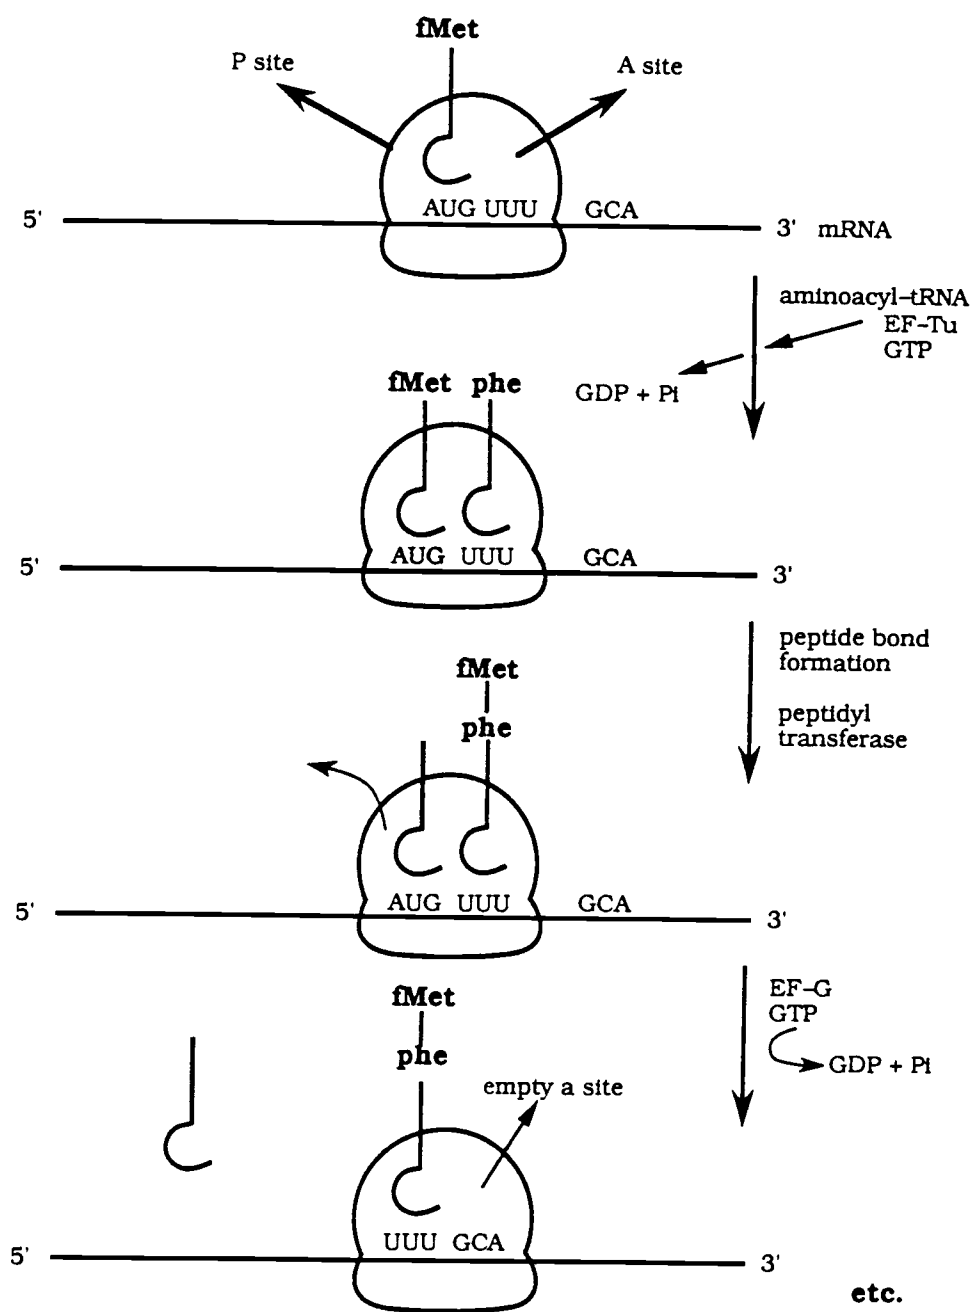 fMet
P site
A site
AUG UUU GCA
5' 3' mRNA
aminoacyl-tRNA
EF-Tu
GTP
GDP + Pi
fMet phe
AUG UUU GCA
5' 3'
peptide bond
formation
peptidyl
transferase
fMet
phe
AUG UUU GCA
5' 3'
EF-G
GTP
GDP + Pi
fMet
phe
empty a site
UUU GCA
5' 3'
etc.